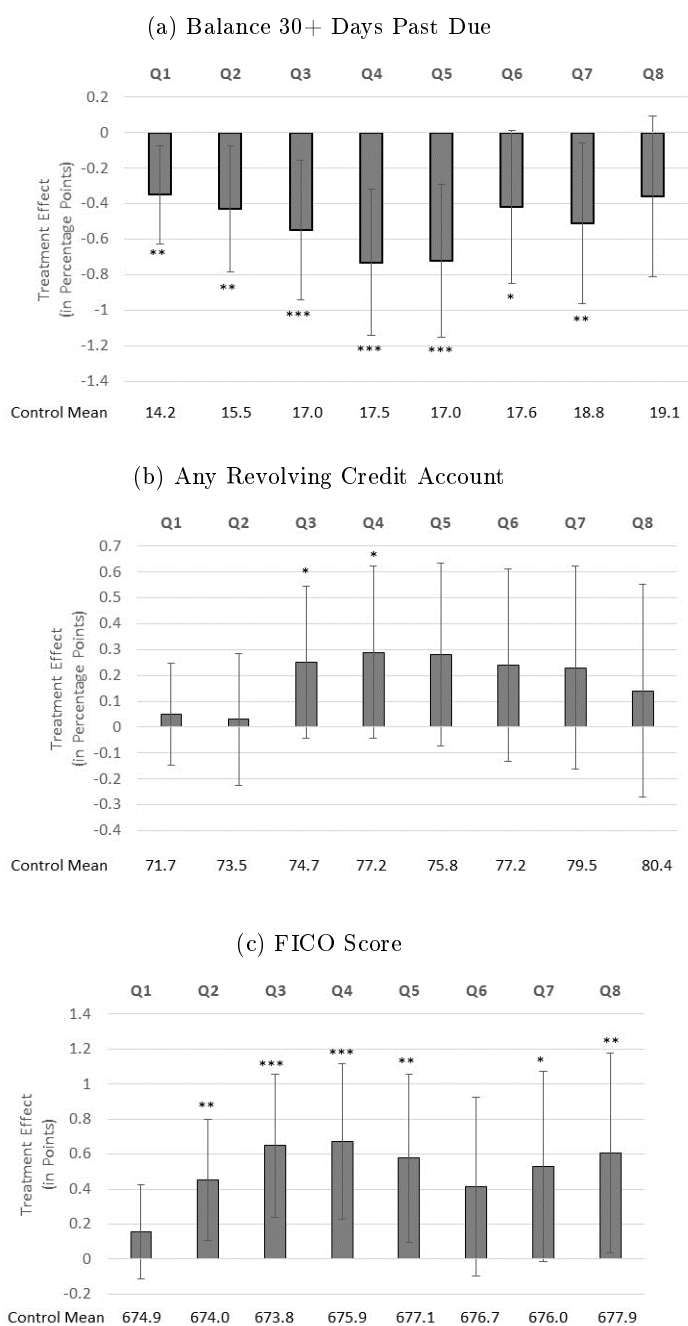 (a) Balance 30+ Days Past Due
Q1 Q2 Q3 Q4 Q5 Q6 Q7 Q8
0.2
0
-0.2
-0.4
-0.6
-0.8
-1
-1.2
-1.4
Treatment Effect
(in Percentage Points)
** ** *** *** *** * **
Control Mean 14.2 15.5 17.0 17.5 17.0 17.6 18.8 19.1
(b) Any Revolving Credit Account
Q1 Q2 Q3 Q4 Q5 Q6 Q7 Q8
0.7
0.6
0.5
0.4
0.3
0.2
0.1
0
-0.1
-0.2
-0.3
-0.4
Treatment Effect
(in Percentage Points)
* *
Control Mean 71.7 73.5 74.7 77.2 75.8 77.2 79.5 80.4
(c) FICO Score
Q1 Q2 Q3 Q4 Q5 Q6 Q7 Q8
1.4
1.2
1
0.8
0.6
0.4
0.2
0
-0.2
Treatment Effect
(in Points)
** *** *** ** * **
Control Mean 674.9 674.0 673.8 675.9 677.1 676.7 676.0 677.9